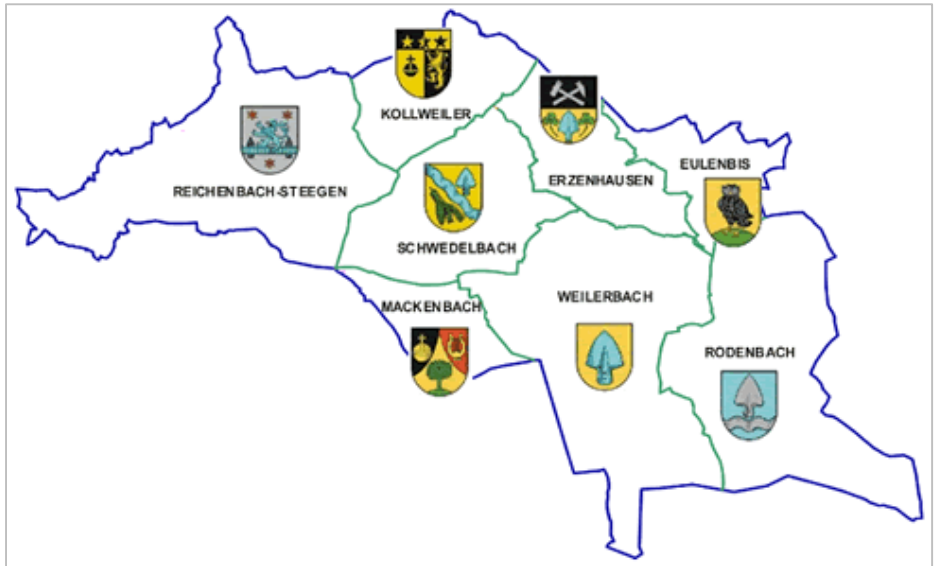 KOLLWEILER
REICHENBACH-STEEGEN
EULENBIS
ERZENHAUSEN
SCHWEDELBACH
MACKENBACH
WEILERBACH
RODENBACH